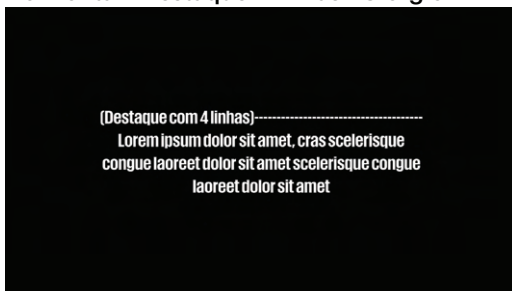 (Destaque com 4 linhas)---------------------------------------
Lorem ipsum dolor sit amet, cras scelerisque
congue laoreet dolor sit amet scelerisque congue
laoreet dolor sit amet